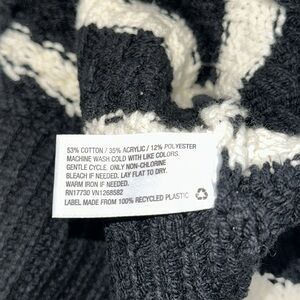 53% COTTON / 35% ACRYLIC / 12% POLYESTER
MACHINE WASH COLD WITH LIKE COLORS.
GENTLE CYCLE. ONLY NON-CHLORINE
BLEACH IF NEEDED. LAY FLAT TO DRY.
WARM IRON IF NEEDED.
RN17730 VN1268582
LABEL MADE FROM 100% RECYCLED PLASTIC